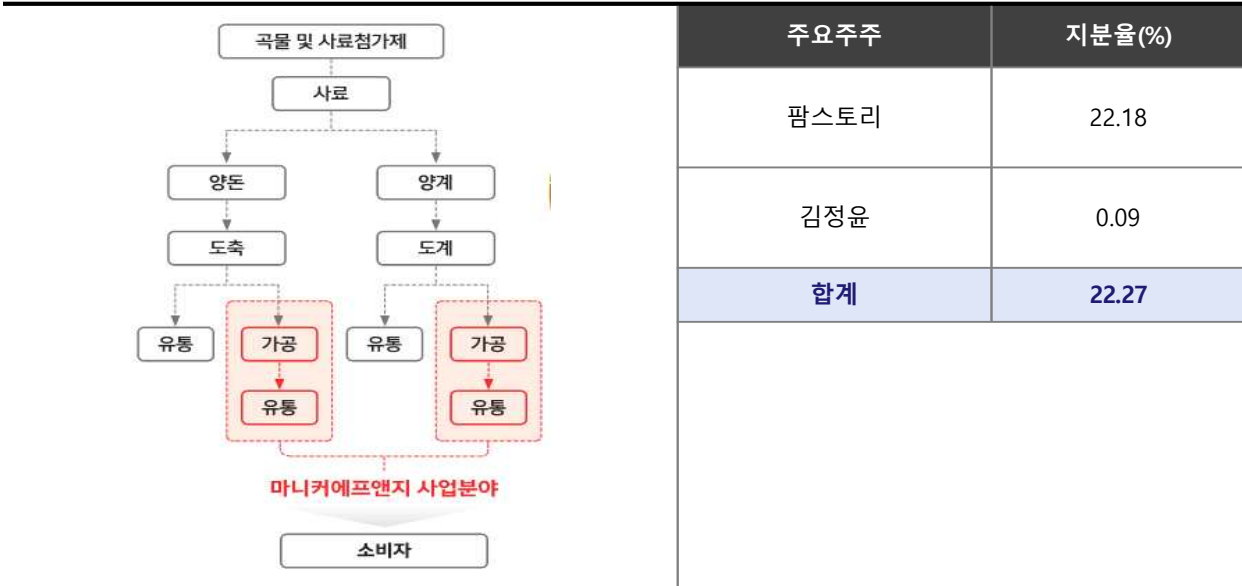 곡물 및 사료첨가제
사료
양돈 양계
도축 도계
유통 가공 유통 가공
유통 유통
마니커에프앤지 사업분야
소비자
주요주주 지분율(%)
팜스토리 22.18
김정윤 0.09
합계 22.27